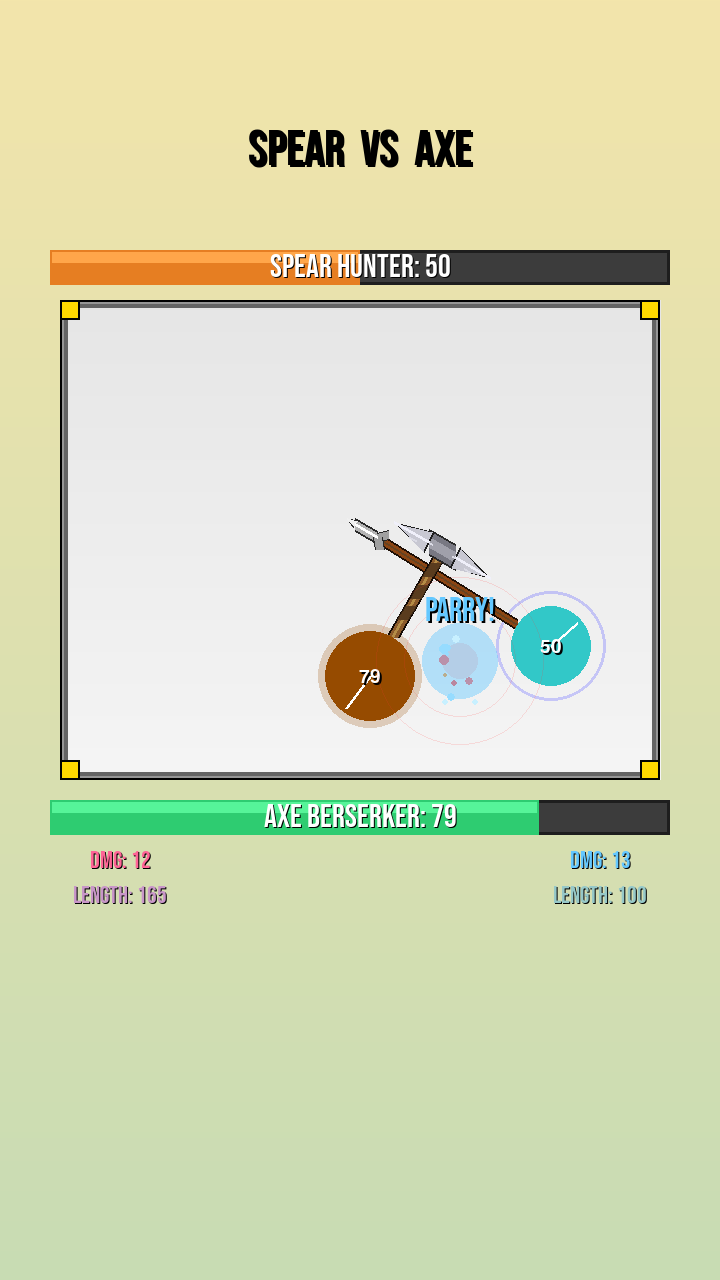 SPEAR VS AXE
SPEAR HUNTER: 50
PARRY!
50
79
AXE BERSERKER: 79
DMG: 12
DMG: 13
LENGTH: 165
LENGTH: 100